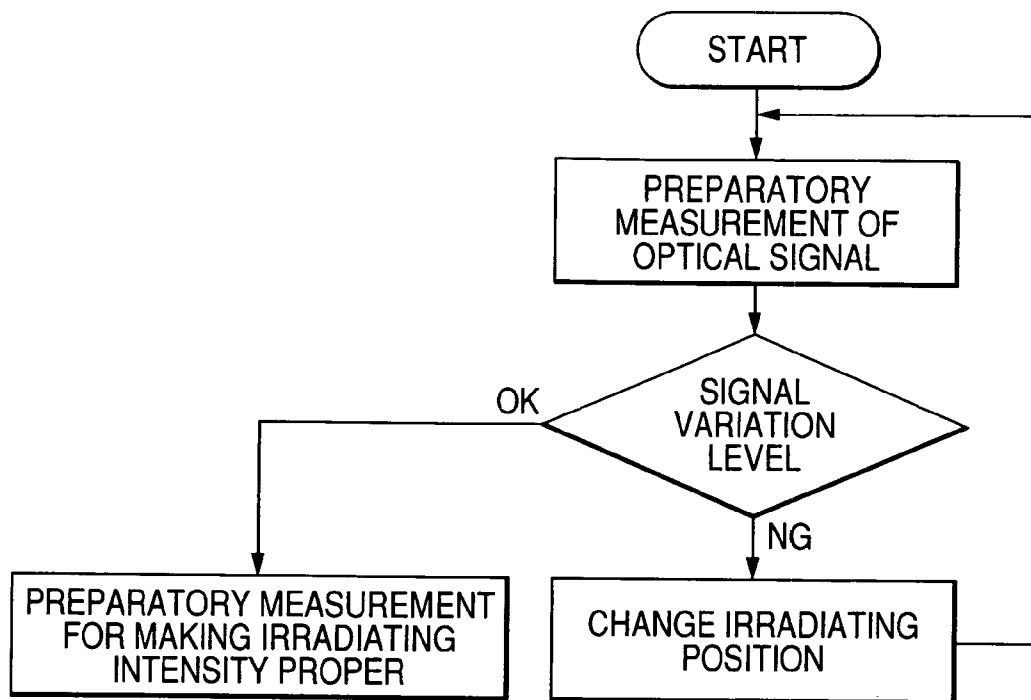 START
PREPARATORY
MEASUREMENT OF
OPTICAL SIGNAL
SIGNAL
VARIATION
LEVEL
OK
NG
PREPARATORY MEASUREMENT
FOR MAKING IRRADIATING
INTENSITY PROPER
CHANGE IRRADIATING
POSITION